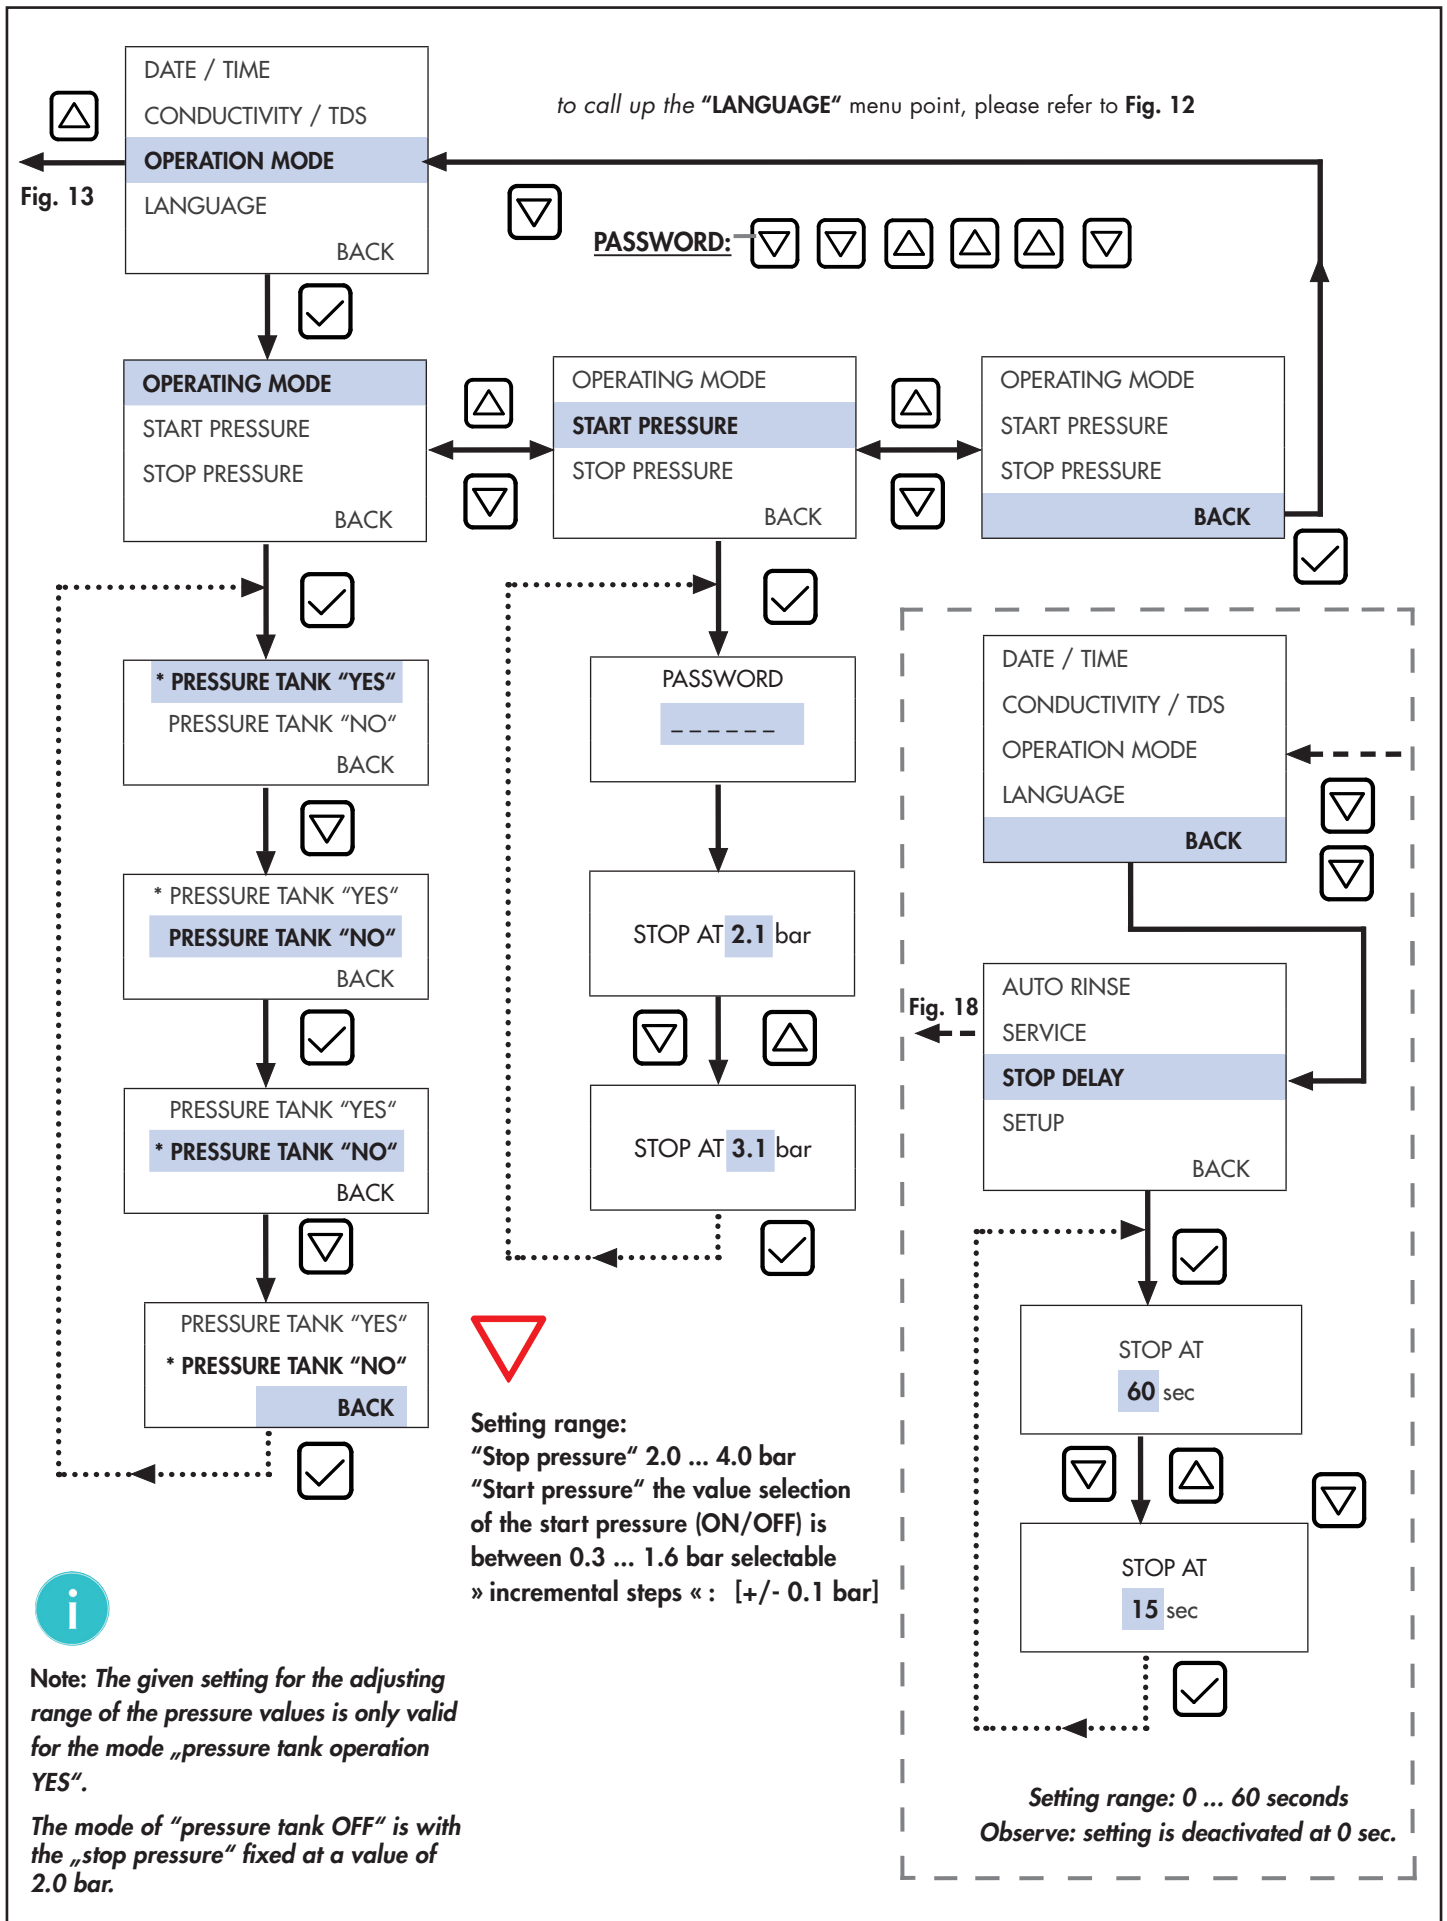 DATE / TIME
CONDUCTIVITY / TDS
OPERATION MODE
LANGUAGE
BACK
Fig. 13
to call up the “LANGUAGE“ menu point, please refer to Fig. 12
PASSWORD:
OPERATING MODE
START PRESSURE
STOP PRESSURE
BACK
OPERATING MODE
START PRESSURE
STOP PRESSURE
BACK
OPERATING MODE
START PRESSURE
STOP PRESSURE
BACK
* PRESSURE TANK “YES“
PRESSURE TANK “NO“
BACK
* PRESSURE TANK “YES“
PRESSURE TANK “NO“
BACK
PRESSURE TANK “YES“
* PRESSURE TANK “NO“
BACK
PRESSURE TANK “YES“
* PRESSURE TANK “NO“
BACK
PASSWORD
_ _ _ _ _ _
STOP AT 2.1 bar
STOP AT 3.1 bar
Setting range:
“Stop pressure“ 2.0 ... 4.0 bar
“Start pressure“ the value selection
of the start pressure (ON/OFF) is
between 0.3 ... 1.6 bar selectable
» incremental steps « : [+/- 0.1 bar]
i
Note: The given setting for the adjusting
range of the pressure values is only valid
for the mode „pressure tank operation
YES“.
The mode of “pressure tank OFF“ is with
the „stop pressure“ fixed at a value of
2.0 bar.
DATE / TIME
CONDUCTIVITY / TDS
OPERATION MODE
LANGUAGE
BACK
Fig. 18
AUTO RINSE
SERVICE
STOP DELAY
SETUP
BACK
STOP AT
60 sec
STOP AT
15 sec
Setting range: 0 ... 60 seconds
Observe: setting is deactivated at 0 sec.